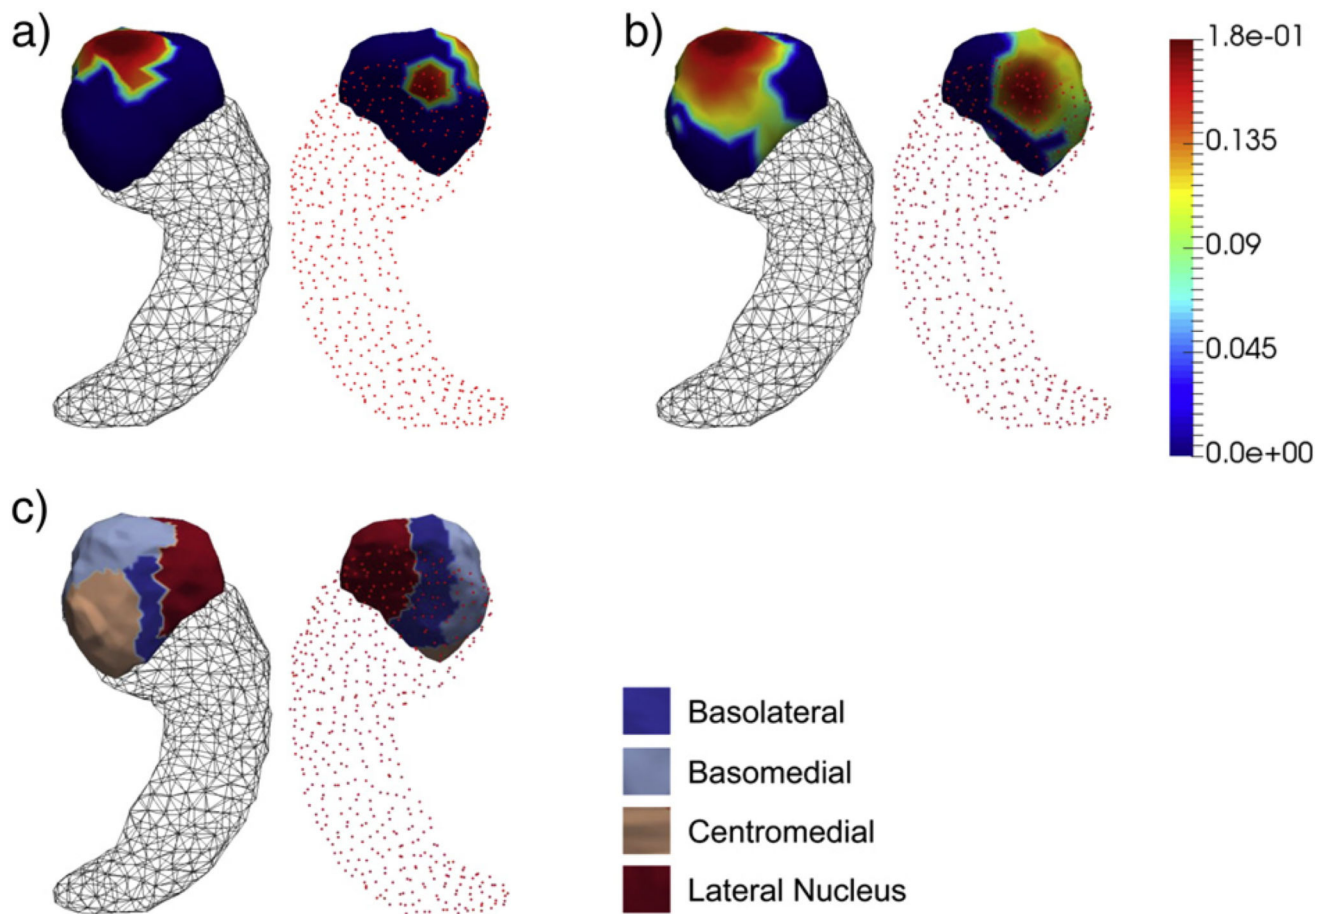 a)
b)
1.8e-01
0.135
0.09
0.045
0.0e+00
c)
Basolateral
Basomedial
Centromedial
Lateral Nucleus